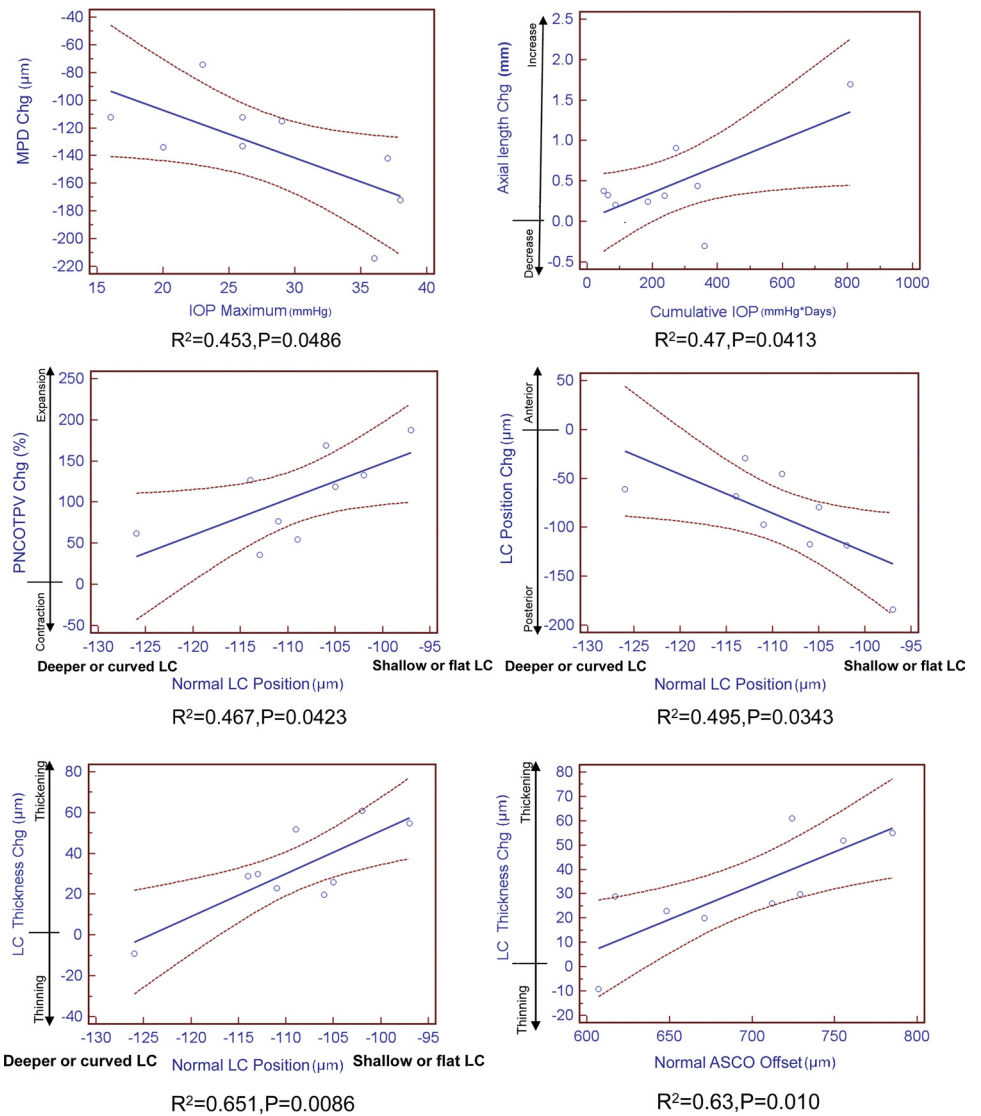 MPD Chg (μm)
-40
-60
-80
-100
-120
-140
-160
-180
-200
-220
15 20 25 30 35 40
IOP Maximum (mmHg)
R²=0.453,P=0.0486
Increase
Decrease
Axial length Chg (mm)
2.5
2.0
1.5
1.0
0.5
0.0
-0.5
0 200 400 600 800 1000
Cumulative IOP (mmHg*Days)
R²=0.47,P=0.0413
Expansion
Contraction
PNCOTPV Chg (%)
250
200
150
100
50
0
-50
-130 -125 -120 -115 -110 -105 -100 -95
Deeper or curved LC Shallow or flat LC
Normal LC Position (μm)
R²=0.467,P=0.0423
Anterior
Posterior
LC Position Chg (μm)
50
0
-50
-100
-150
-200
-130 -125 -120 -115 -110 -105 -100 -95
Deeper or curved LC Shallow or flat LC
Normal LC Position (μm)
R²=0.495,P=0.0343
Thickening
Thinning
LC Thickness Chg (μm)
80
60
40
20
0
-20
-40
-130 -125 -120 -115 -110 -105 -100 -95
Deeper or curved LC Normal LC Position (μm) Shallow or flat LC
R²=0.651,P=0.0086
Thickening
Thinning
LC Thickness Chg (μm)
80
70
60
50
40
30
20
10
0
-10
-20
600 650 700 750 800
Normal ASCO Offset (μm)
R²=0.63,P=0.010